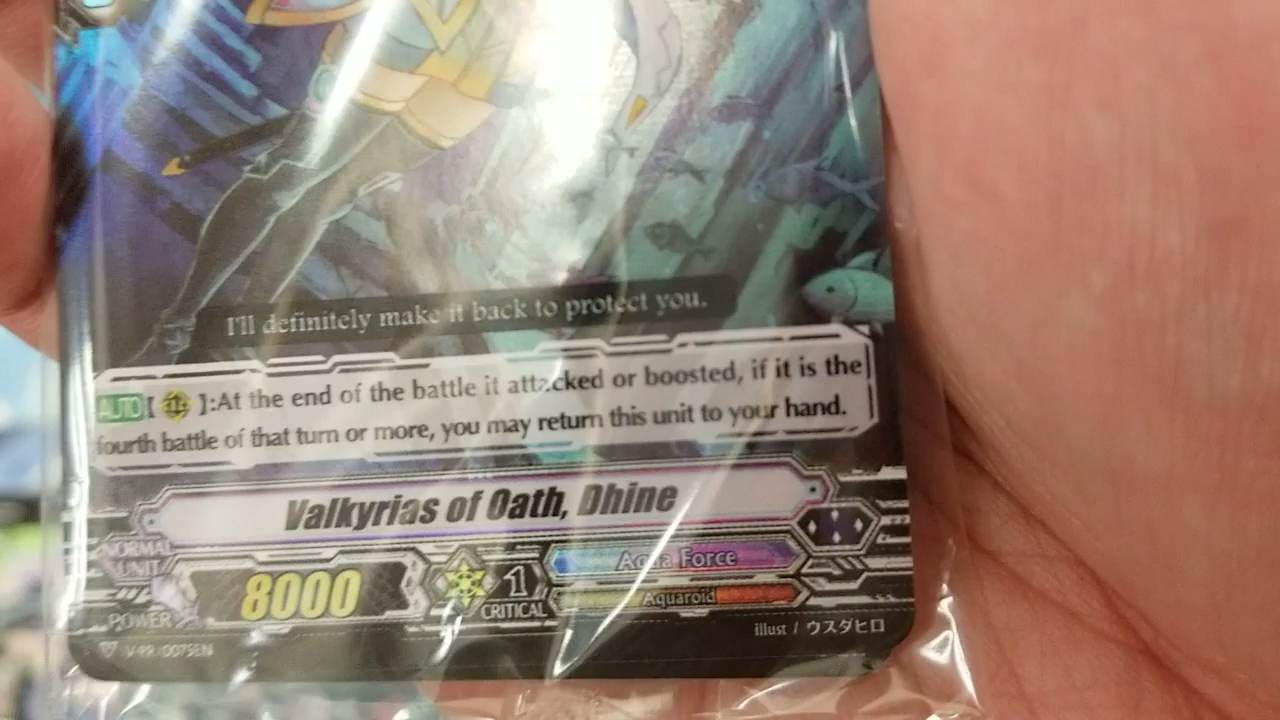 I'll definitely make it back to protect you.
AUTO【 】:At the end of the battle it attacked or boosted, if it is the
fourth battle of that turn or more, you may return this unit to your hand.
Valkyrias of Oath, Dhine
NORMAL
UNIT
POWER
8000
1
CRITICAL
Aqua Force
Aquaroid
illust / ウスダヒロ
V-PR/0075EN